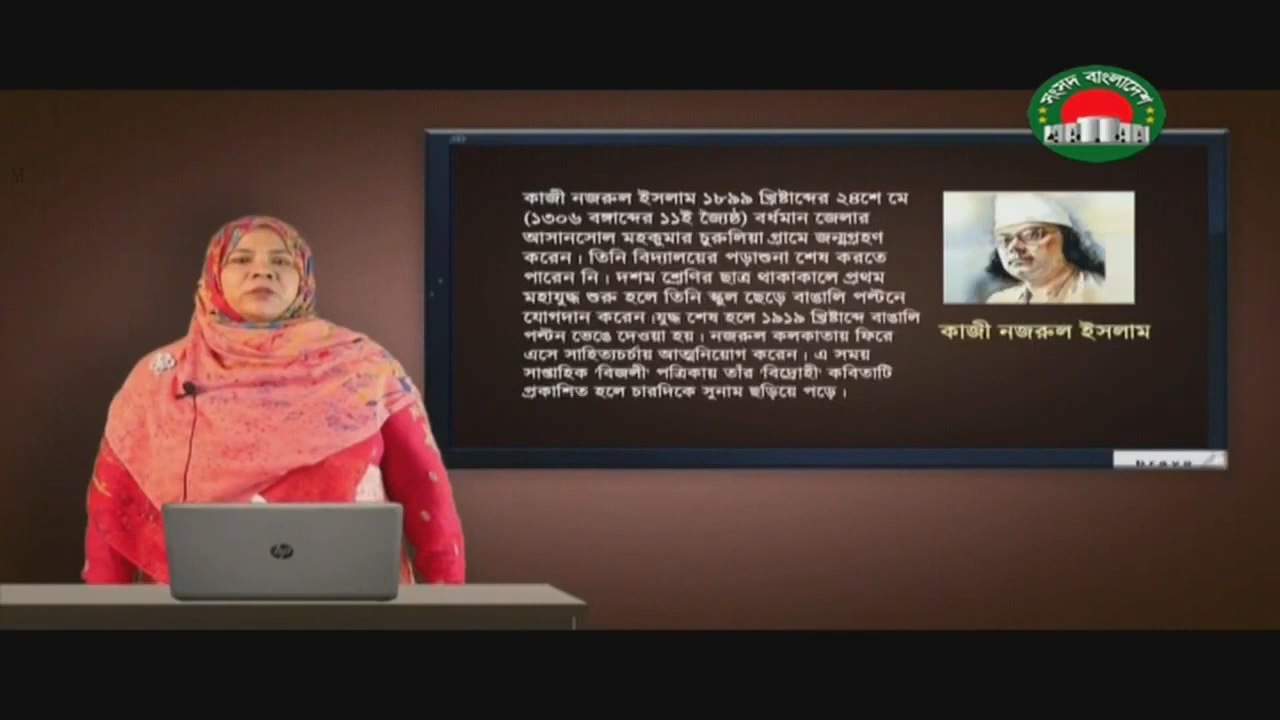 সংসদ বাংলাদেশ
কাজী নজরুল ইসলাম ১৮৯৯ খ্রিষ্টাব্দের ২৪শে মে
(১৩০৬ বঙ্গাব্দের ১১ই জ্যৈষ্ঠ) বর্ধমান জেলার
আসানসোল মহকুমার চুরুলিয়া গ্রামে জন্মগ্রহণ
করেন। তিনি বিদ্যালয়ের পড়াশুনা শেষ করতে
পারেন নি। দশম শ্রেণির ছাত্র থাকাকালে প্রথম
মহাযুদ্ধ শুরু হলে তিনি স্কুল ছেড়ে বাঙালি পল্টনে
যোগদান করেন।যুদ্ধ শেষ হলে ১৯১৯ খ্রিষ্টাব্দে বাঙালি
পল্টন ভেঙে দেওয়া হয়। নজরুল কলকাতায় ফিরে
এসে সাহিত্যচর্চায় আত্মনিয়োগ করেন। এ সময়
সাপ্তাহিক 'বিজলী' পত্রিকায় তাঁর 'বিদ্রোহী' কবিতাটি
প্রকাশিত হলে চারদিকে সুনাম ছড়িয়ে পড়ে।
কাজী নজরুল ইসলাম
hp